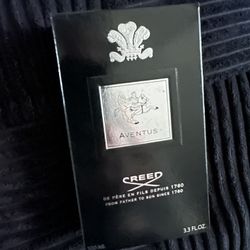 AVENTUS
CREED
DE PÈRE EN FILS DEPUIS 1760
FROM FATHER TO SON SINCE 1760
3.3 FL.OZ.